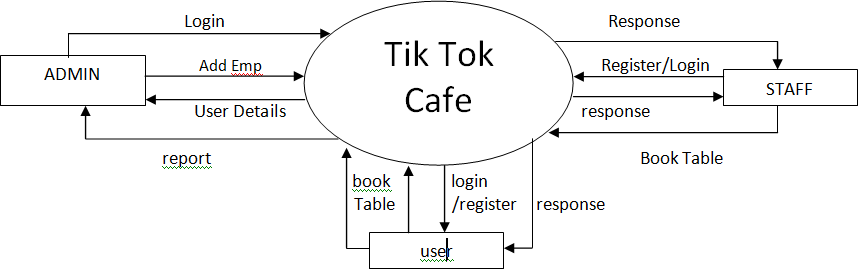 Login
Response
Tik Tok
Cafe
ADMIN
Add Emp
Register/Login
STAFF
User Details
response
report
Book Table
book
Table
login
/register
response
user